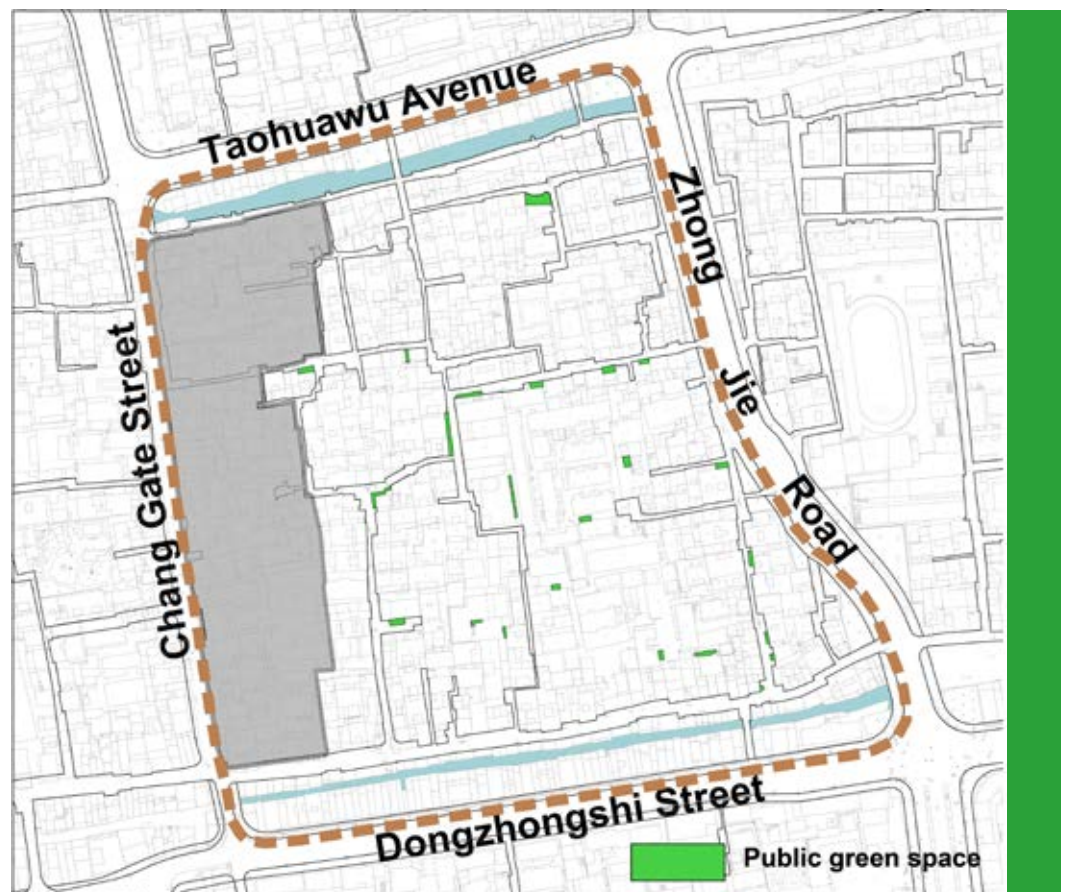 Taohuawu Avenue
Zhong
Jie
Road
Chang Gate Street
Dongzhongshi Street
Public green space